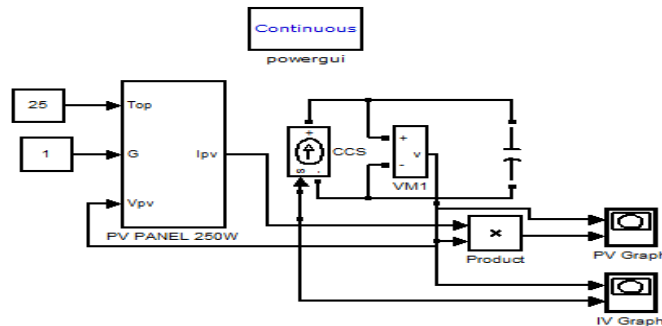 Continuous
powergui
25
Top
1
G
Ipv
Vpv
PV PANEL 250W
+
-
s
CCS
+
-
v
VM1
×
Product
PV Graph
IV Graph